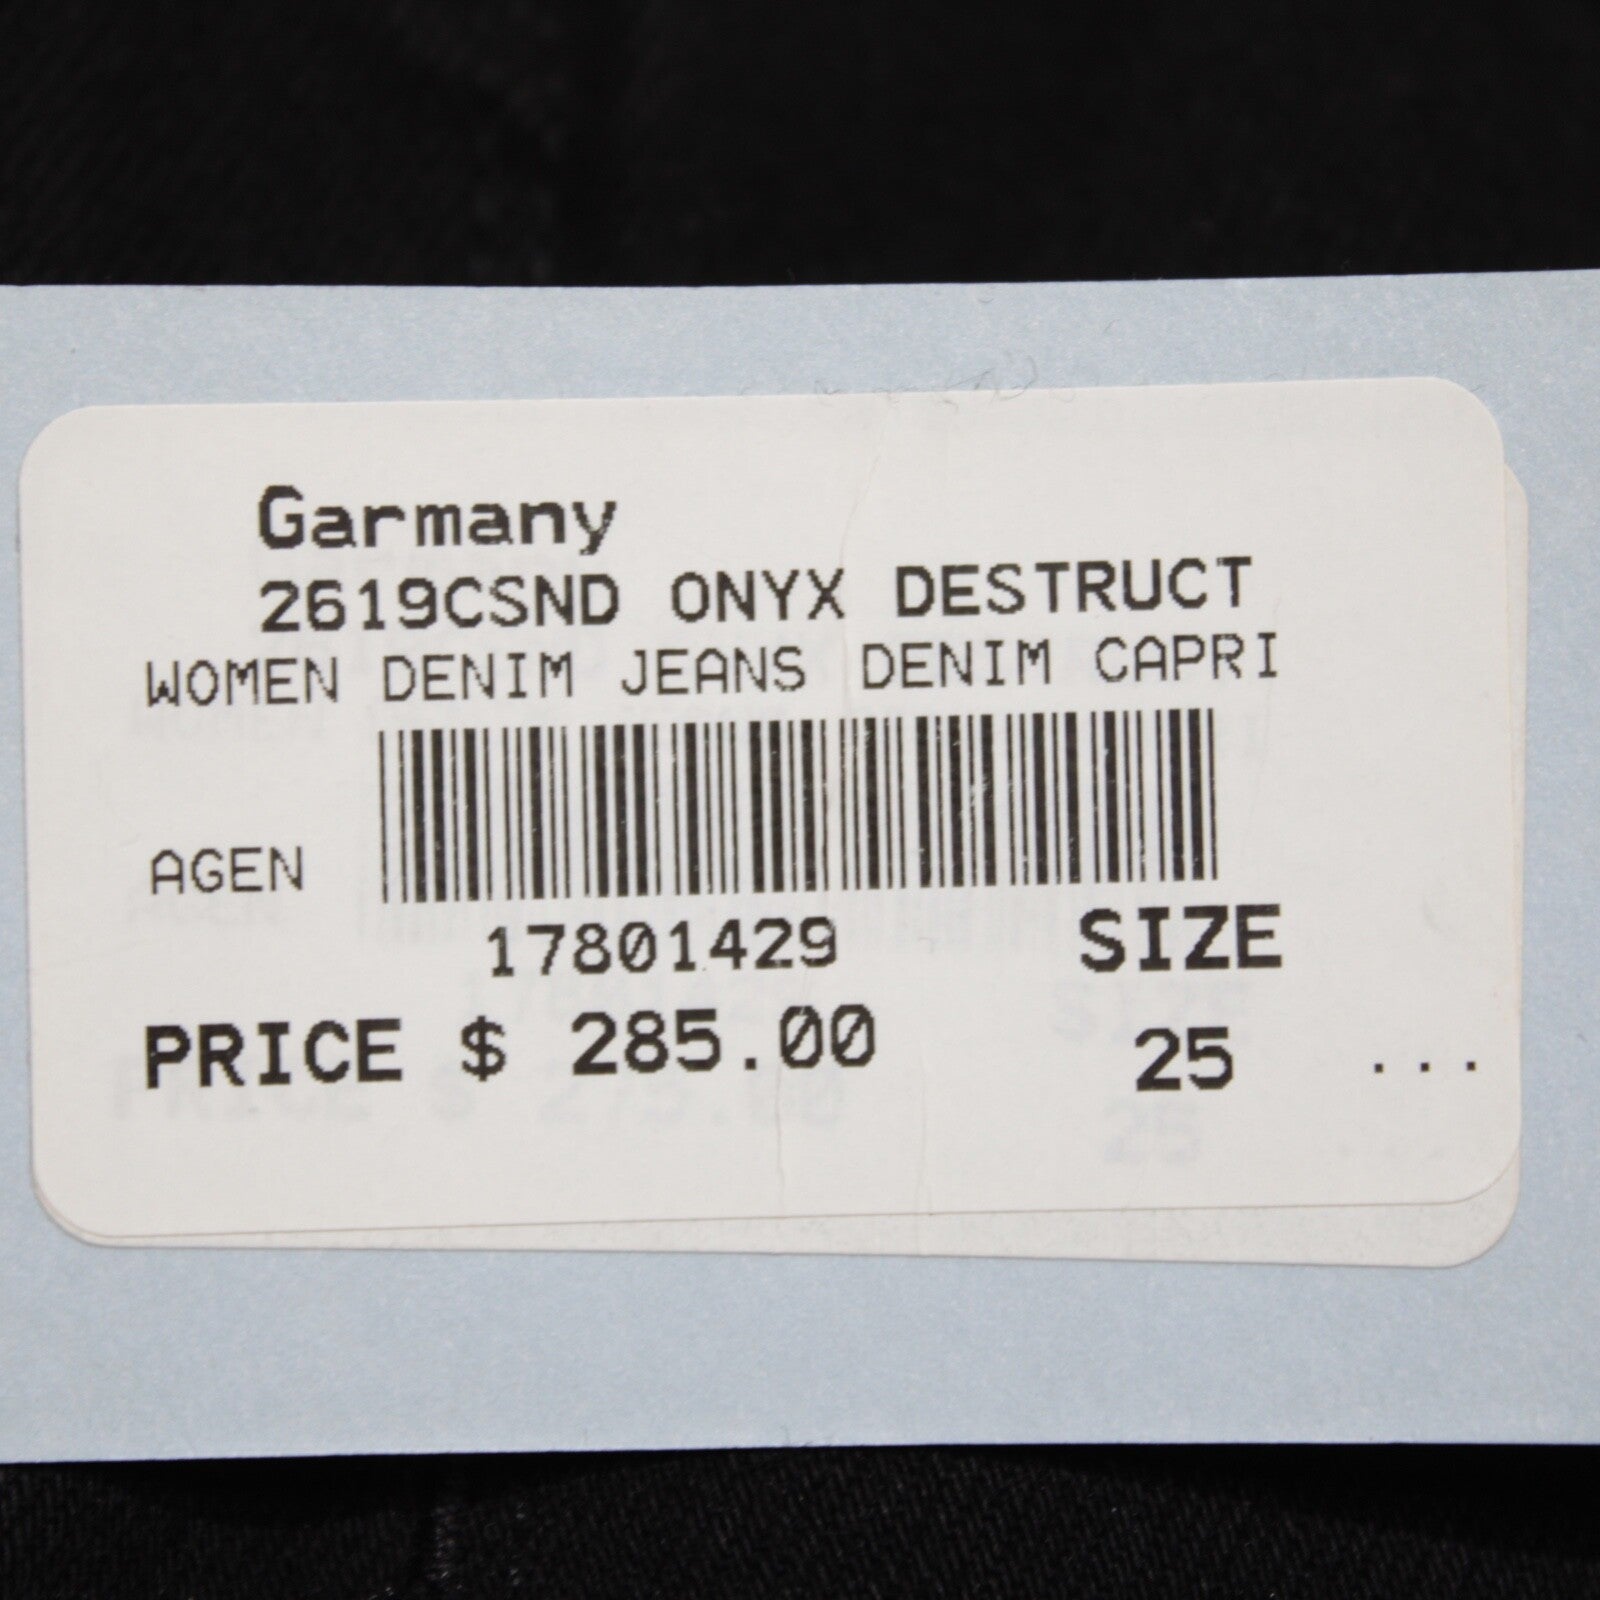 Garmany
2619CSND ONYX DESTRUCT
WOMEN DENIM JEANS DENIM CAPRI
AGEN
17801429
SIZE
PRICE $ 285.00
25 ...